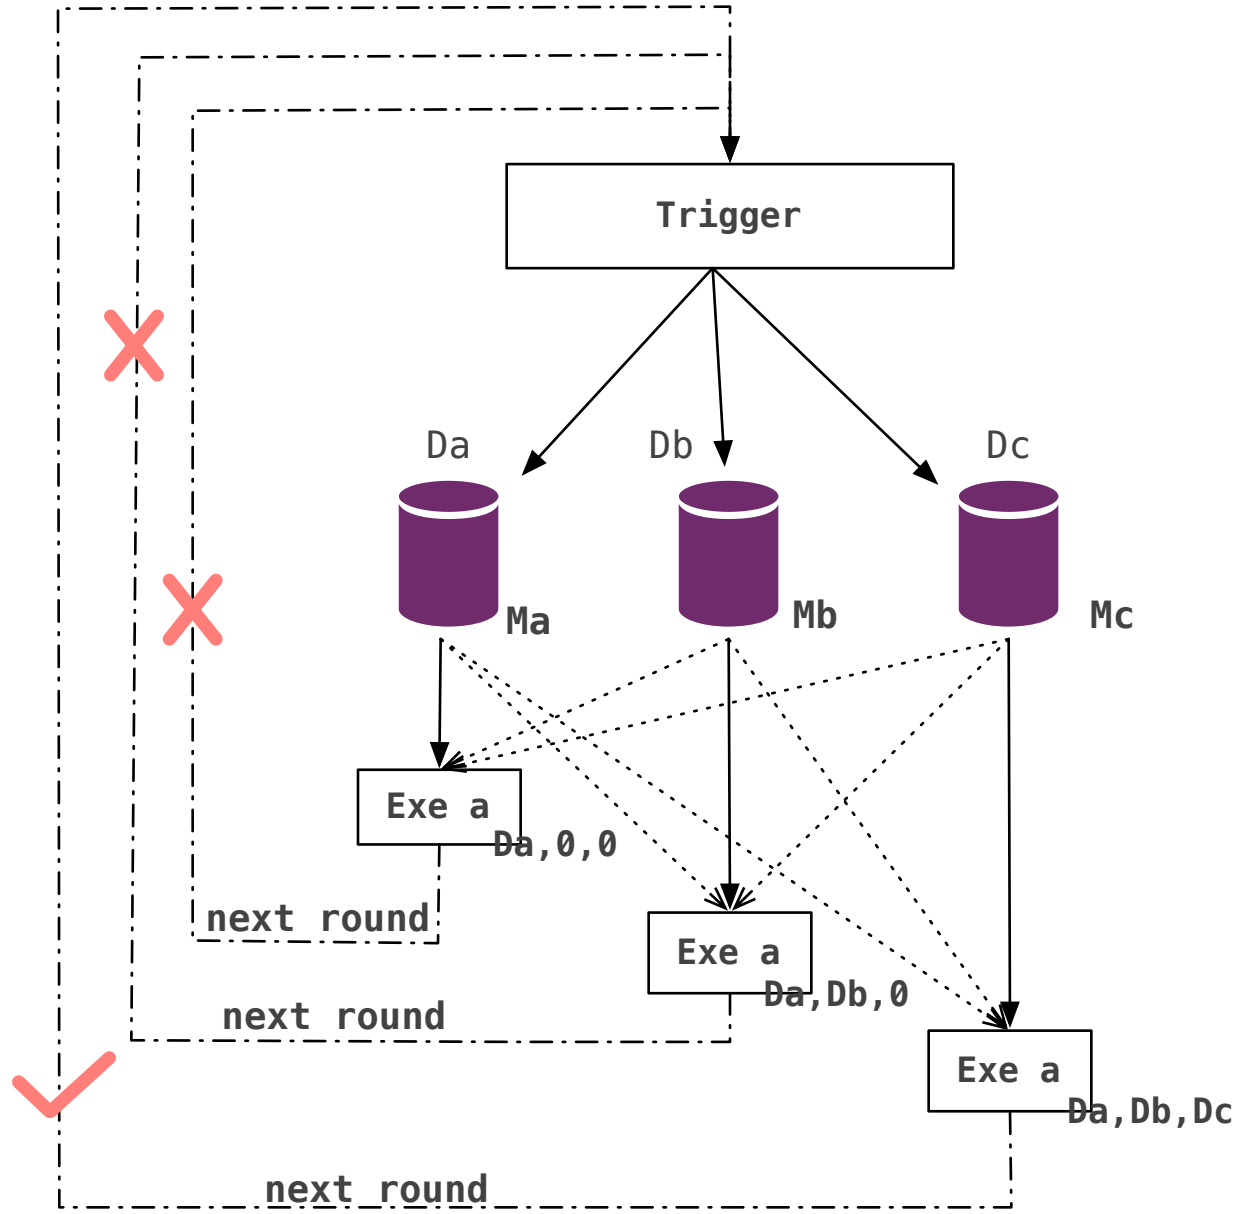 Trigger
Da
Db
Dc
Ma
Mb
Mc
Exe a
Da,0,0
next round
Exe a
Da,Db,0
next round
Exe a
Da,Db,Dc
next round